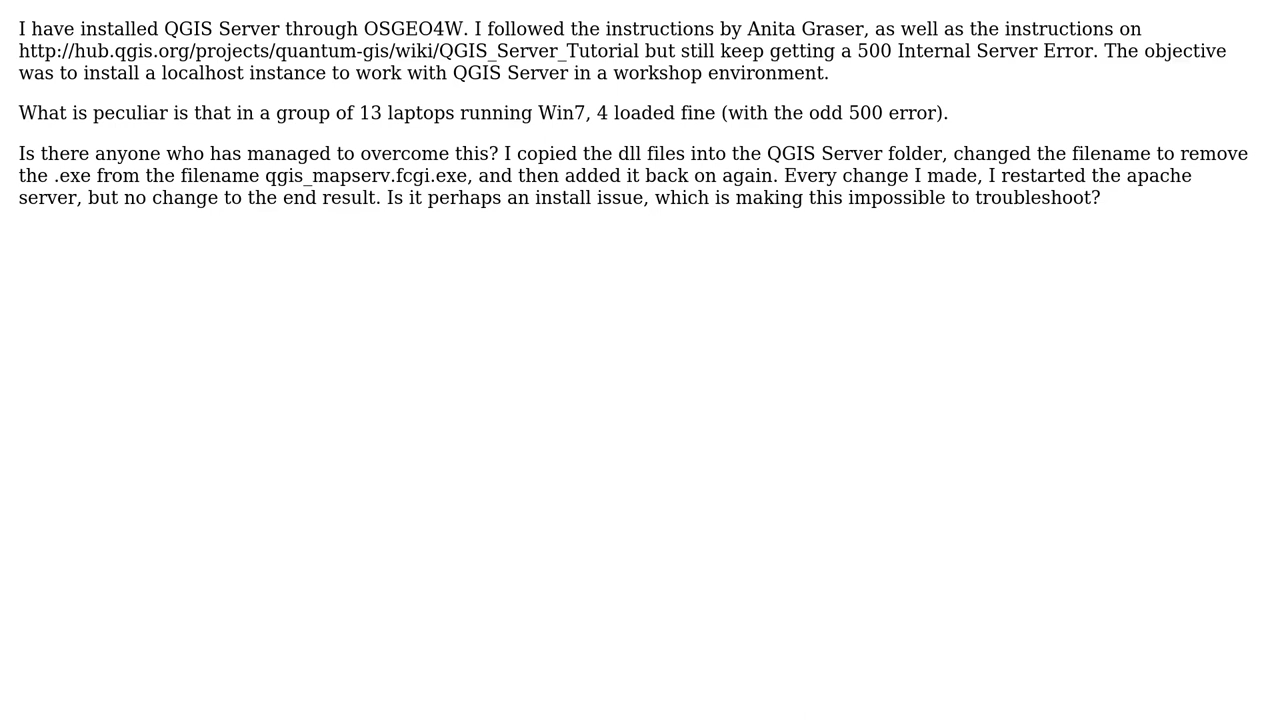 I have installed QGIS Server through OSGEO4W. I followed the instructions by Anita Graser, as well as the instructions on
http://hub.qgis.org/projects/quantum-gis/wiki/QGIS_Server_Tutorial but still keep getting a 500 Internal Server Error. The objective
was to install a localhost instance to work with QGIS Server in a workshop environment.
What is peculiar is that in a group of 13 laptops running Win7, 4 loaded fine (with the odd 500 error).
Is there anyone who has managed to overcome this? I copied the dll files into the QGIS Server folder, changed the filename to remove
the .exe from the filename qgis_mapserv.fcgi.exe, and then added it back on again. Every change I made, I restarted the apache
server, but no change to the end result. Is it perhaps an install issue, which is making this impossible to troubleshoot?